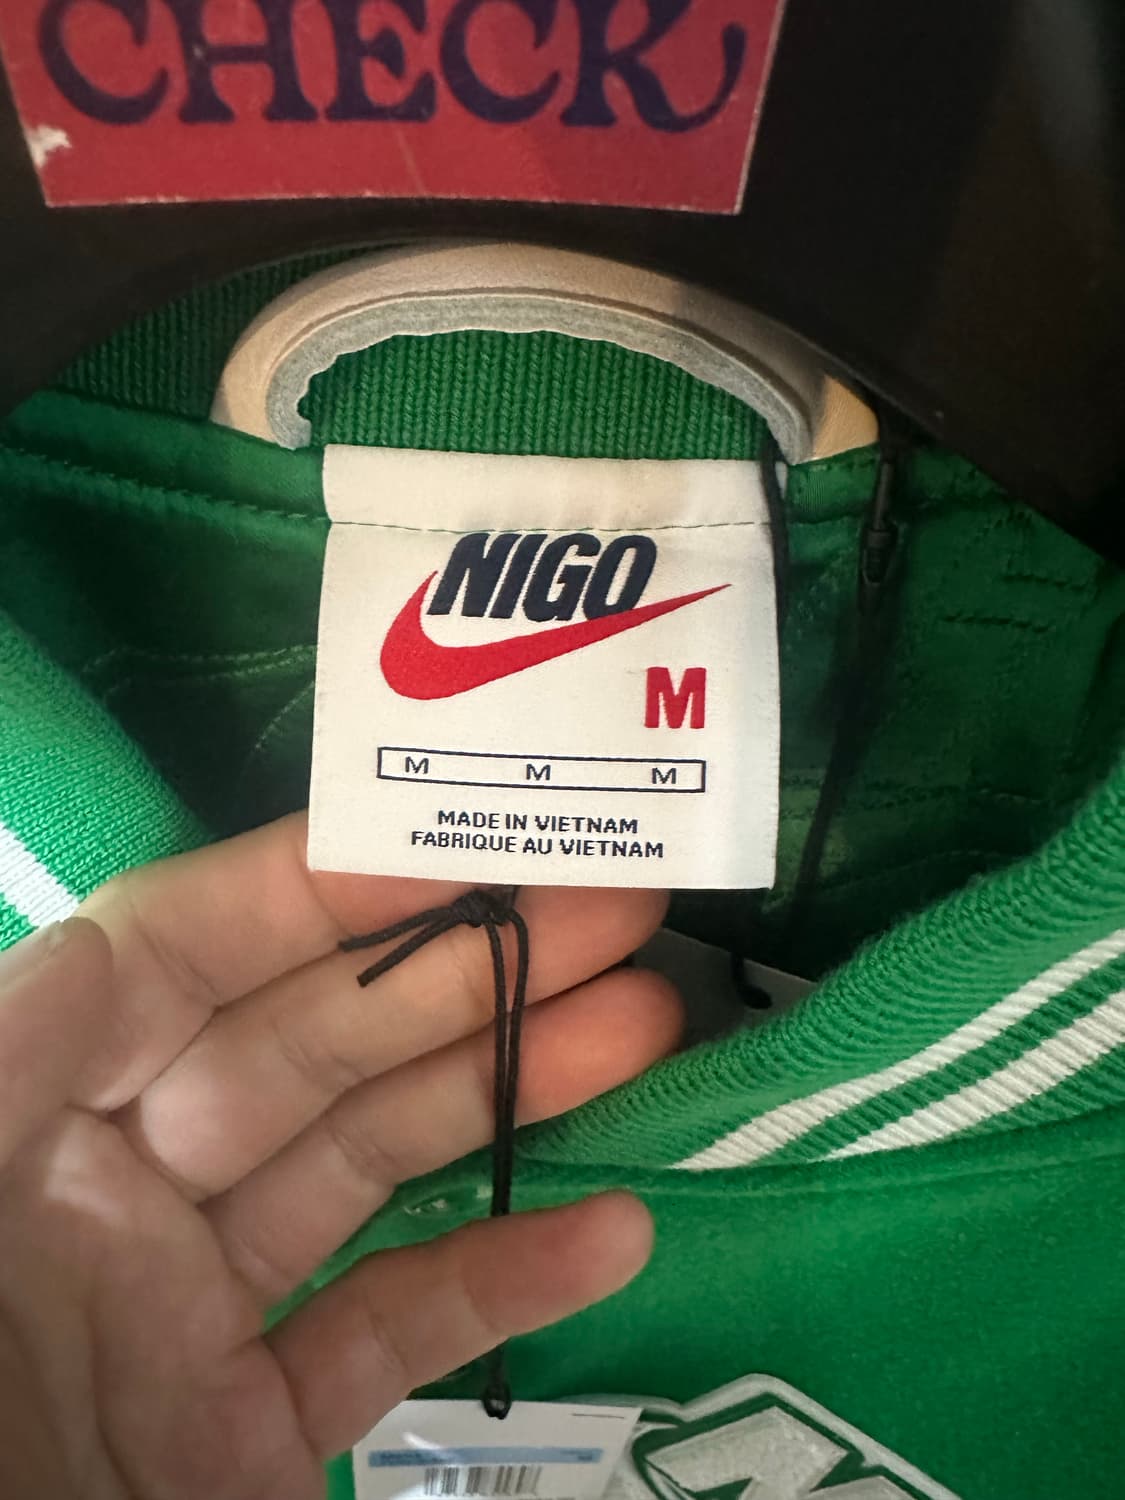 CHECK
NIGO
M
M M M
MADE IN VIETNAM
FABRIQUE AU VIETNAM